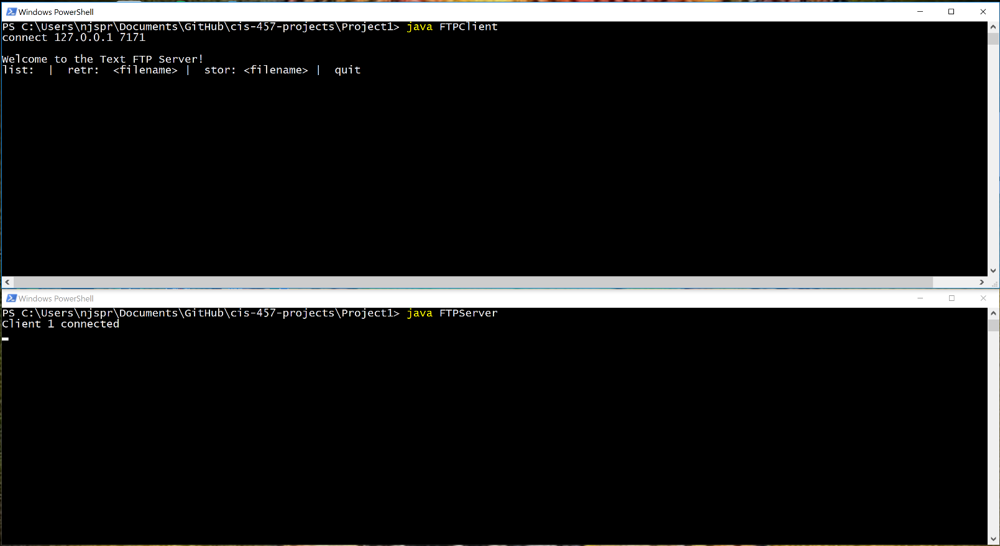 Windows PowerShell
PS C:\Users\njspr\Documents\GitHub\cis-457-projects\Project1> java FTPClient
connect 127.0.0.1 7171
Welcome to the Text FTP Server!
list:  |  retr:  <filename> |  stor: <filename> |  quit
Windows PowerShell
PS C:\Users\njspr\Documents\GitHub\cis-457-projects\Project1> java FTPServer
Client 1 connected